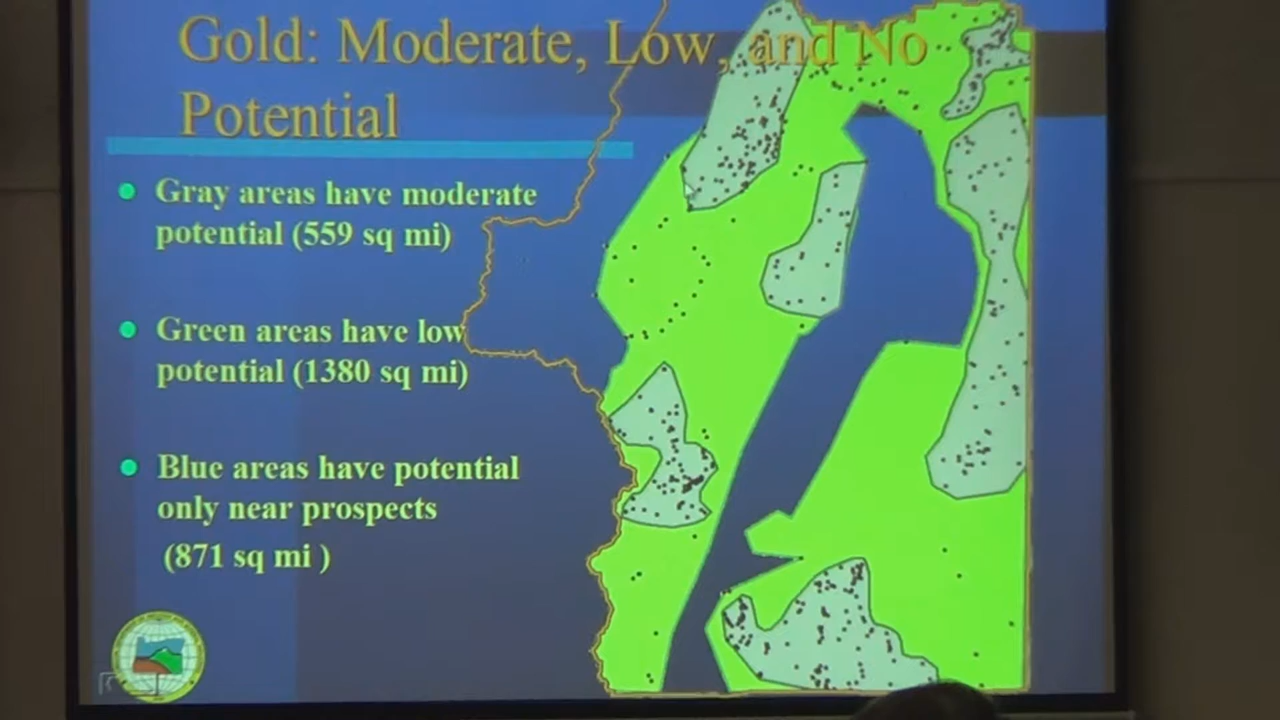 Gold: Moderate, Low, and No
Potential
Gray areas have moderate
potential (559 sq mi)
Green areas have low
potential (1380 sq mi)
Blue areas have potential
only near prospects
(871 sq mi )